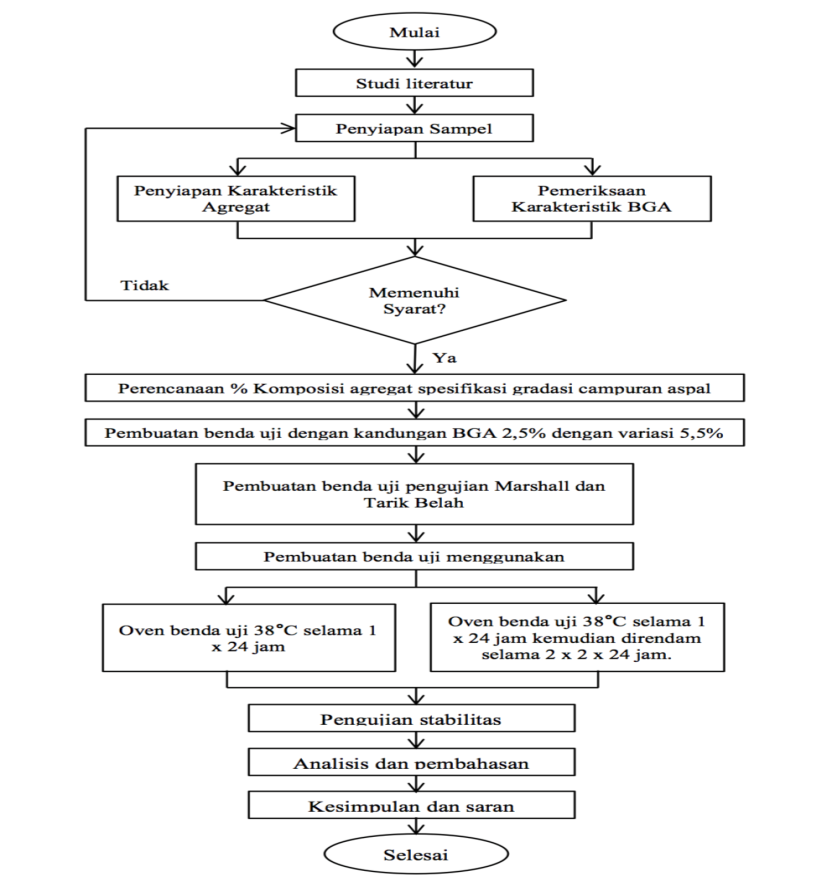 Mulai
Studi literatur
Penyiapan Sampel
Penyiapan Karakteristik
Agregat
Pemeriksaan
Karakteristik BGA
Tidak
Memenuhi
Syarat?
Ya
Perencanaan % Komposisi agregat spesifikasi gradasi campuran aspal
Pembuatan benda uji dengan kandungan BGA 2,5% dengan variasi 5,5%
Pembuatan benda uji pengujian Marshall dan
Tarik Belah
Pembuatan benda uji menggunakan
Oven benda uji 38°C selama 1
x 24 jam
Oven benda uji 38°C selama 1
x 24 jam kemudian direndam
selama 2 x 2 x 24 jam.
Pengujian stabilitas
Analisis dan pembahasan
Kesimpulan dan saran
Selesai